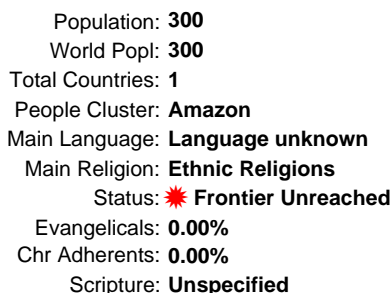 Population: 300
World Popl: 300
Total Countries: 1
People Cluster: Amazon
Main Language: Language unknown
Main Religion: Ethnic Religions
Status: Frontier Unreached
Evangelicals: 0.00%
Chr Adherents: 0.00%
Scripture: Unspecified